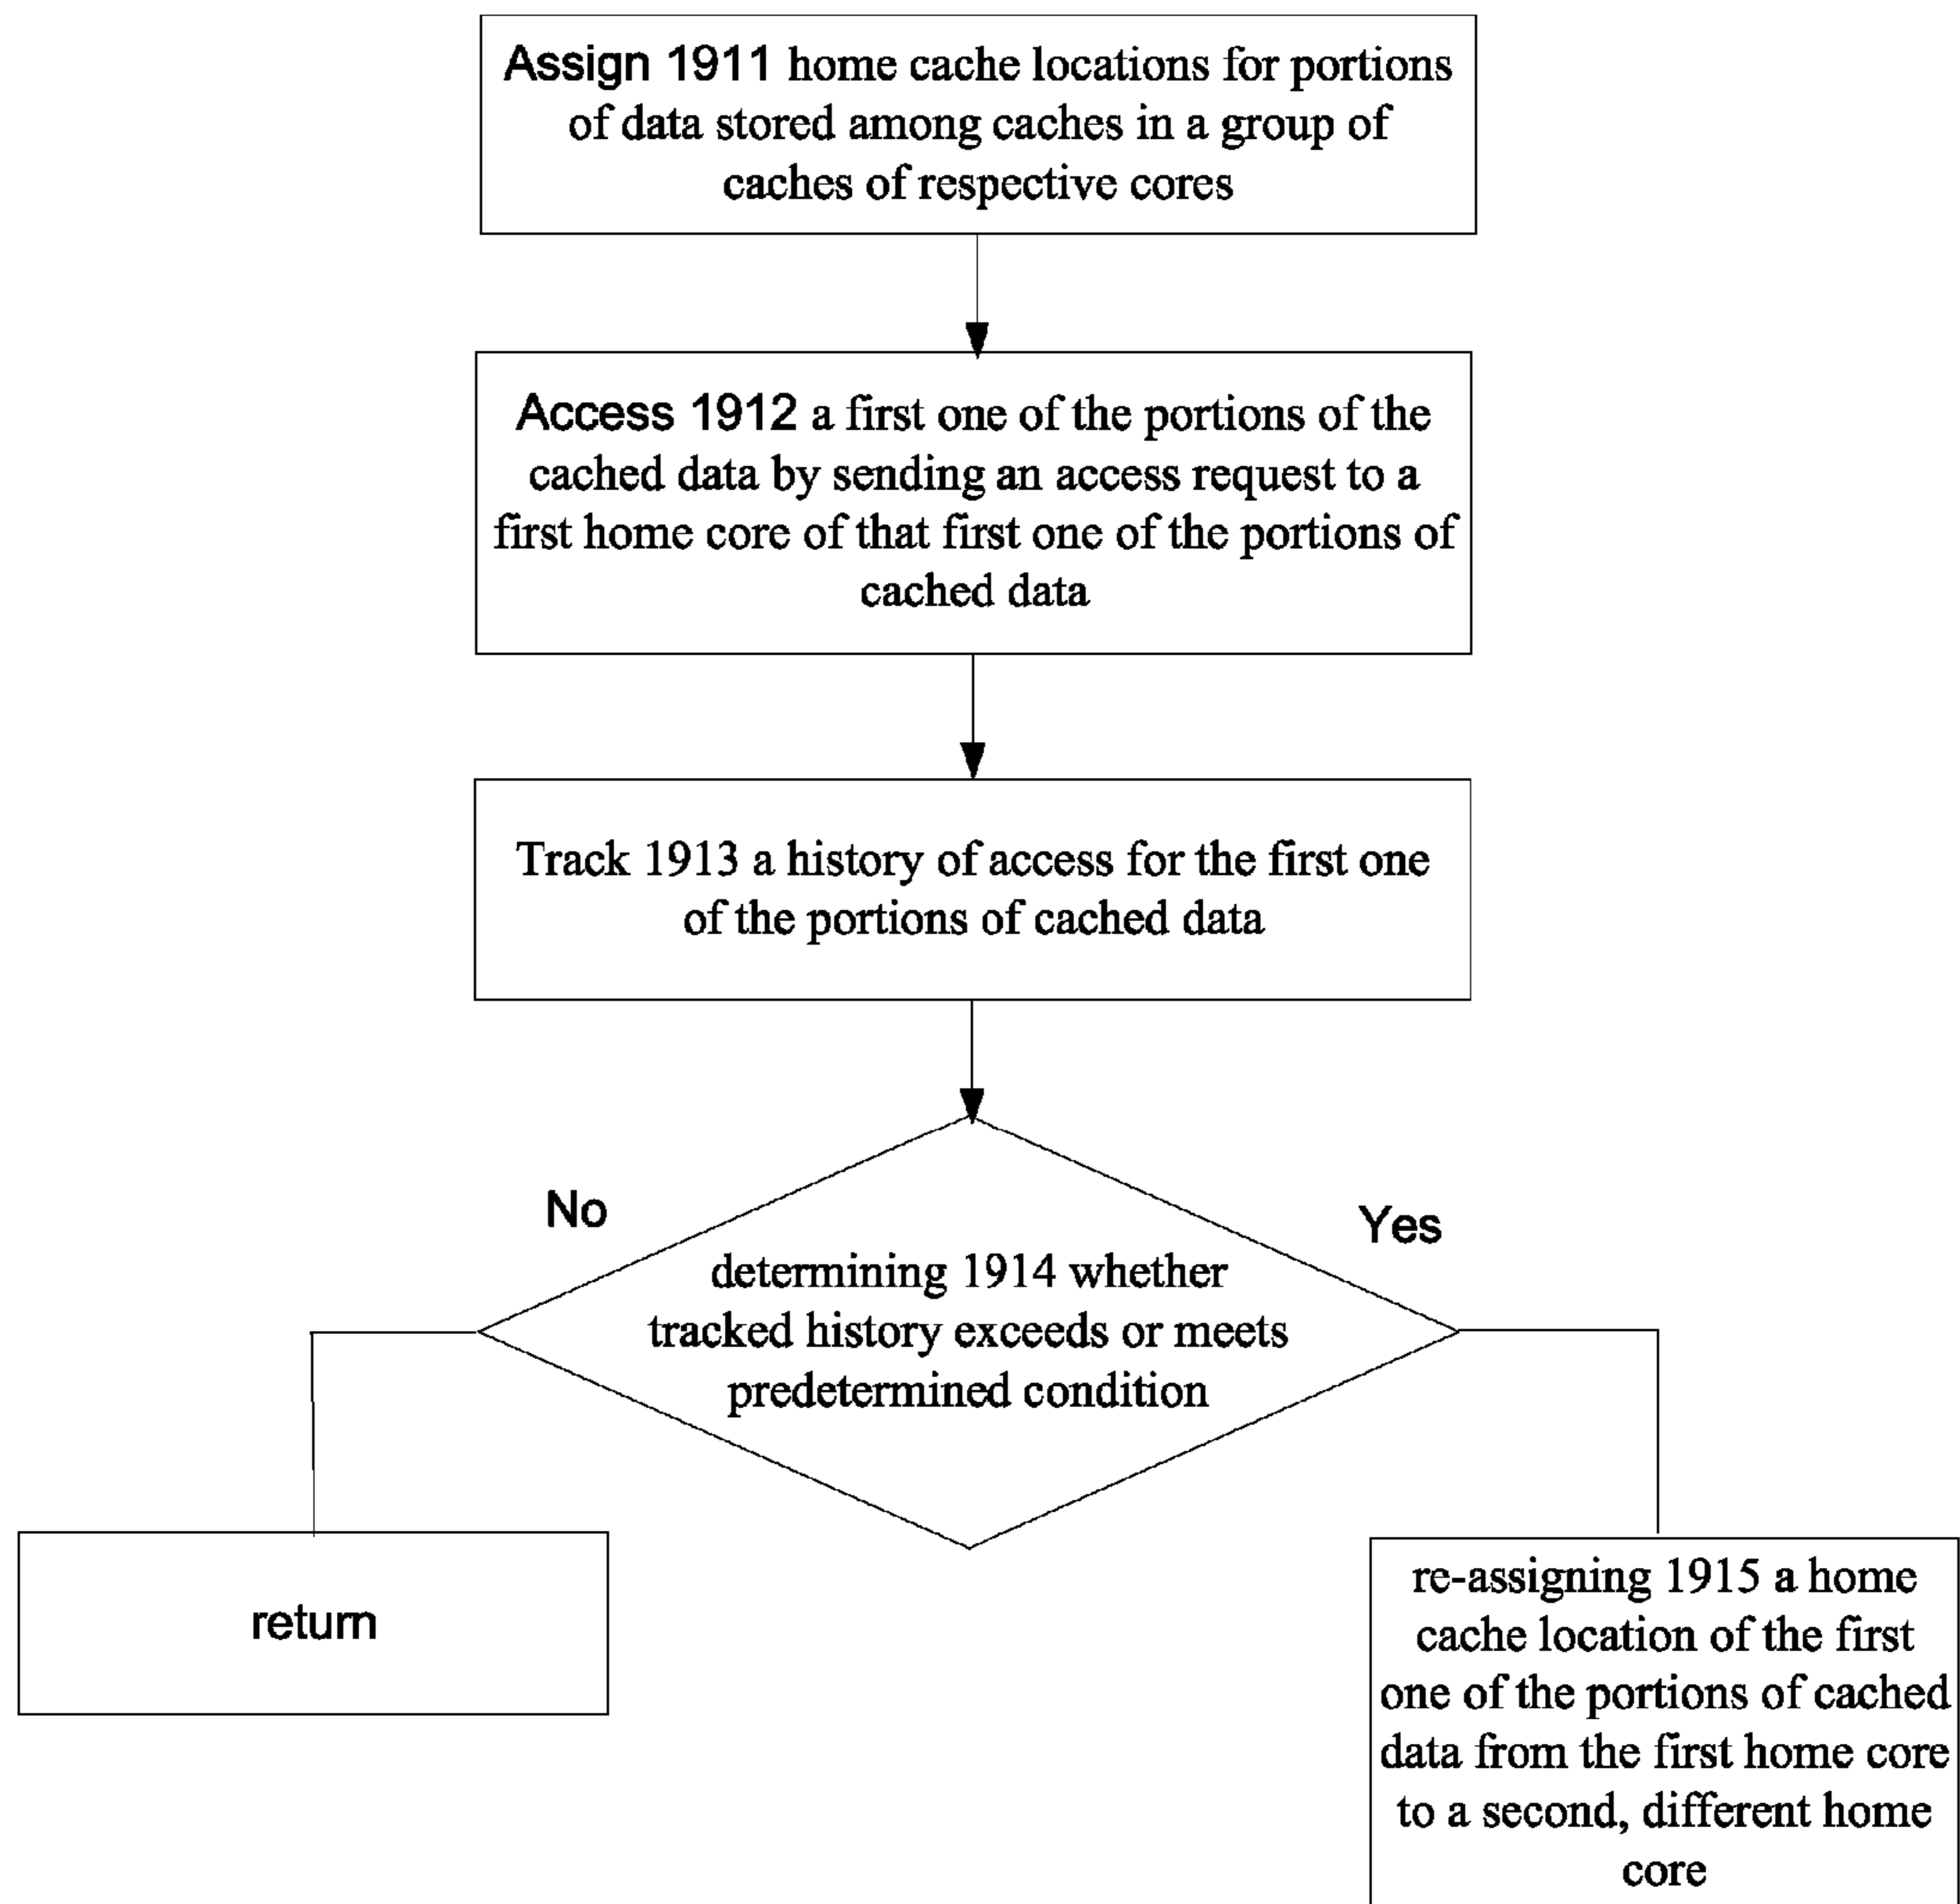 Assign 1911 home cache locations for portions
of data stored among caches in a group of
caches of respective cores
Access 1912 a first one of the portions of the
cached data by sending an access request to a
first home core of that first one of the portions of
cached data
Track 1913 a history of access for the first one
of the portions of cached data
No
Yes
determining 1914 whether
tracked history exceeds or meets
predetermined condition
return
re-assigning 1915 a home
cache location of the first
one of the portions of cached
data from the first home core
to a second, different home
core